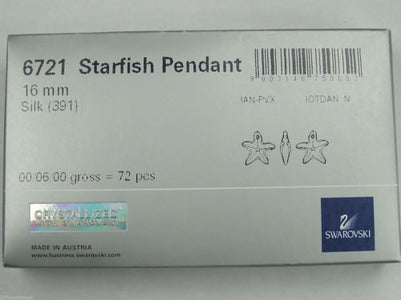 6721 Starfish Pendant
16 mm
Silk (391)
IAN-PVX IOTDAN N
00/06/00 gross = 72 pcs
CRYSTALLIZED
SWAROVSKI
MADE IN AUSTRIA
www.business.swarovski.com